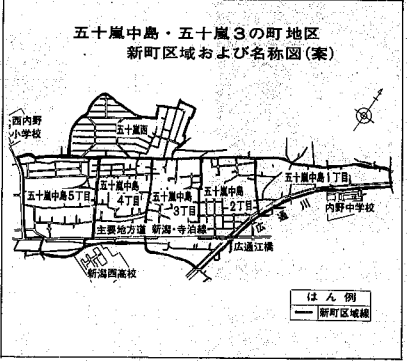 五十嵐中島・五十嵐3の町地区
新町区域および名称図(案)
西内野
小学校
五十嵐西
五十嵐中島5丁目
五十嵐中島
4丁目
五十嵐中島
3丁目
五十嵐中島
2丁目
五十嵐中島1丁目
内野中学校
広通川
主要地方道 新潟・寺泊線
広通江橋
新潟西高校
はん例
新町区域線